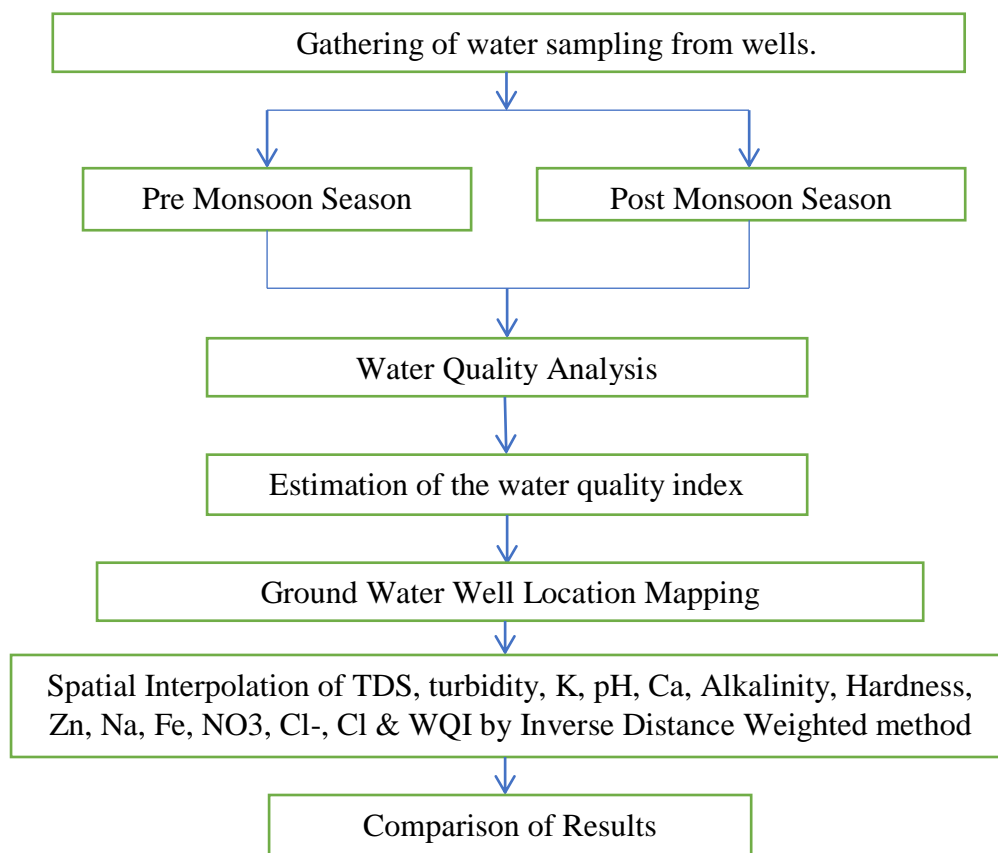 Gathering of water sampling from wells.
Pre Monsoon Season
Post Monsoon Season
Water Quality Analysis
Estimation of the water quality index
Ground Water Well Location Mapping
Spatial Interpolation of TDS, turbidity, K, pH, Ca, Alkalinity, Hardness,
Zn, Na, Fe, NO3, Cl-, Cl & WQI by Inverse Distance Weighted method
Comparison of Results